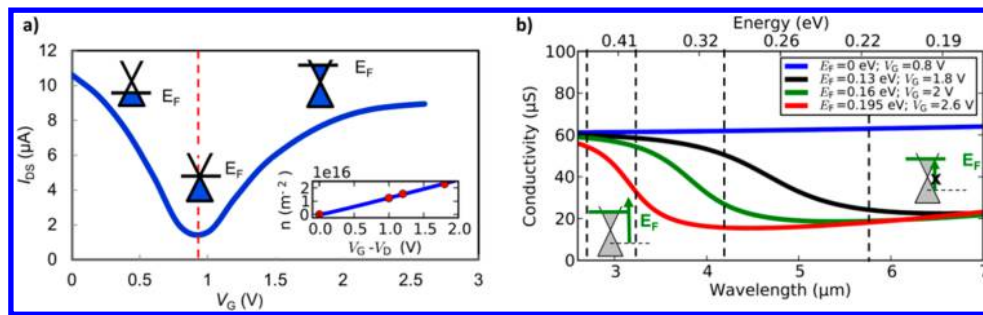 a)
12
10
8
6
4
2
0
I_DS (µA)
E_F
E_F
E_F
1e16
2
1
0
n (m⁻²)
0.0 0.5 1.0 1.5 2.0
V_G -V_D (V)
0 0.5 1 1.5 2 2.5 3
V_G (V)
b)
Energy (eV)
0.41 0.32 0.26 0.22 0.19
100
80
60
40
20
0
Conductivity (µS)
E_F=0 eV; V_G=0.8 V
E_F=0.13 eV; V_G=1.8 V
E_F=0.16 eV; V_G=2 V
E_F=0.195 eV; V_G=2.6 V
E_F
x
E_F
3 4 5 6 7
Wavelength (µm)